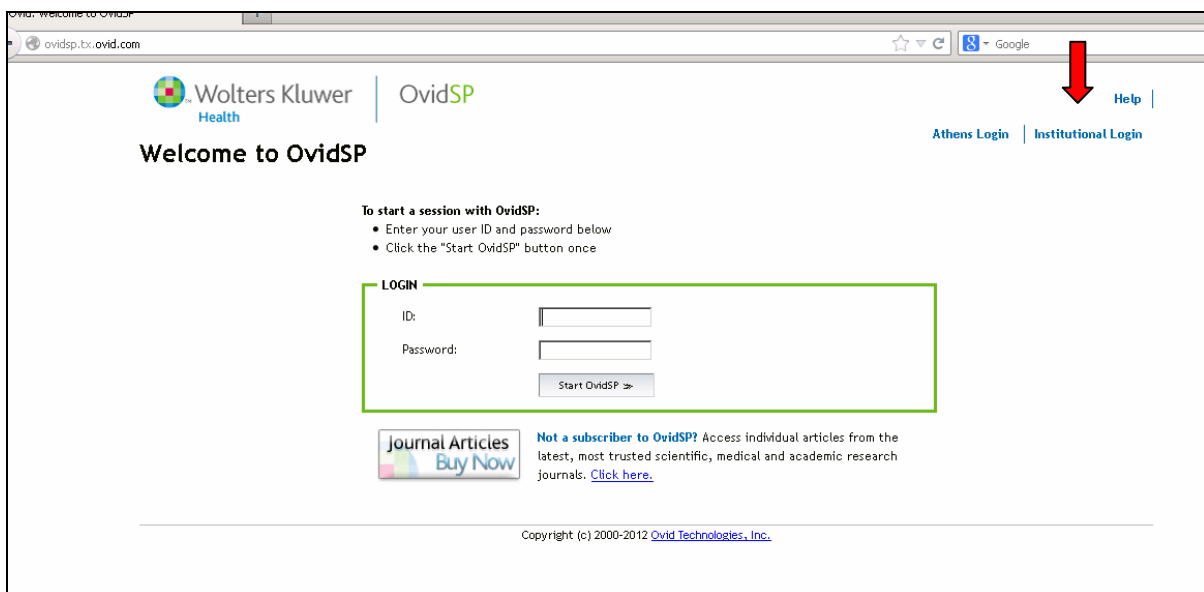 Ovid: Welcome to OvidSP
ovidsp.tx.ovid.com
Google
Wolters Kluwer
Health
OvidSP
Help
Athens Login
Institutional Login
Welcome to OvidSP
To start a session with OvidSP:
• Enter your user ID and password below
• Click the "Start OvidSP" button once
LOGIN
ID:
Password:
Start OvidSP >>
Journal Articles
Buy Now
Not a subscriber to OvidSP? Access individual articles from the
latest, most trusted scientific, medical and academic research
journals. Click here.
Copyright (c) 2000-2012 Ovid Technologies, Inc.